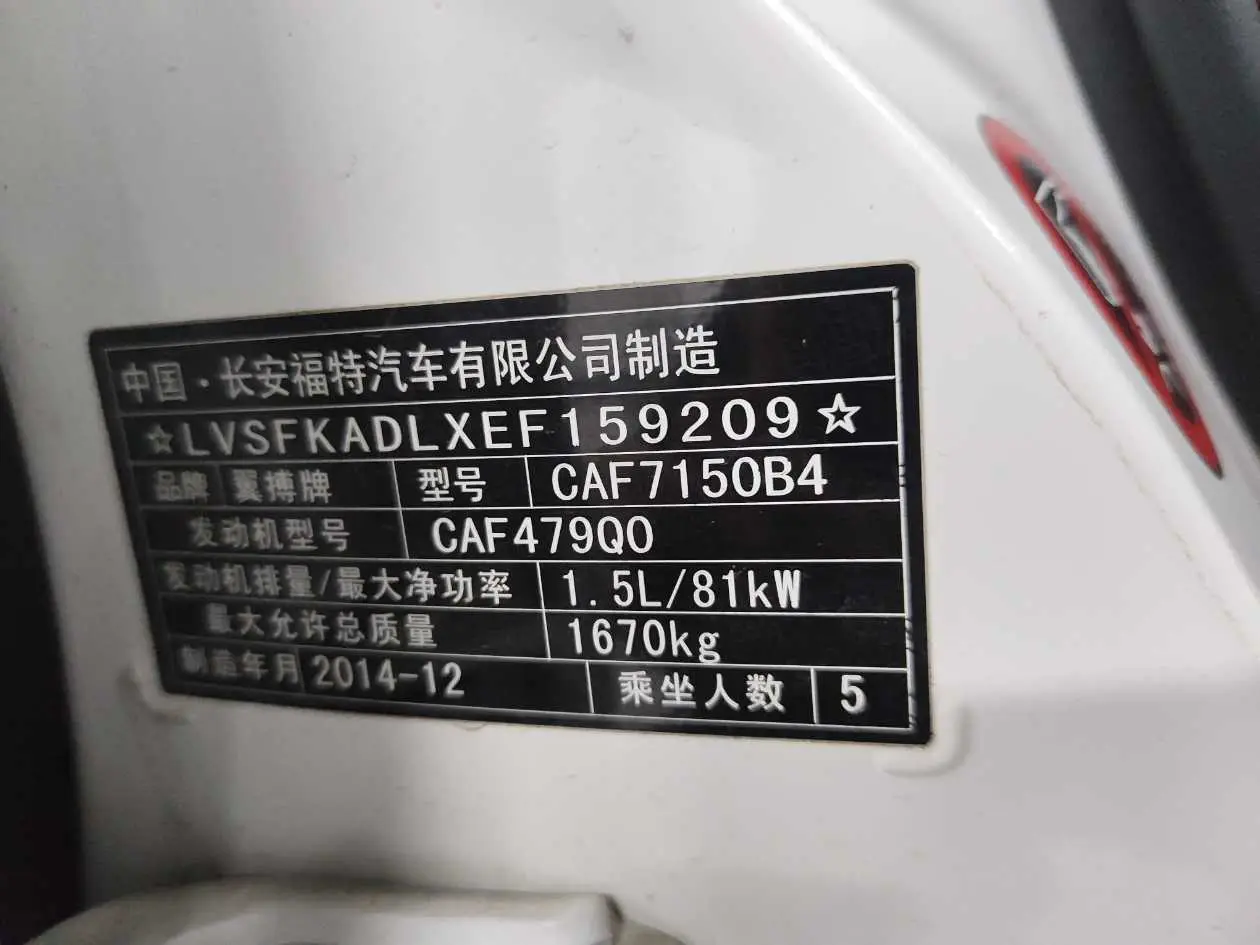 中国·长安福特汽车有限公司制造
☆LVSFKADLXEF159209☆
品牌 翼搏牌 型号 CAF7150B4
发动机型号 CAF479Q0
发动机排量/最大净功率 1.5L/81kW
最大允许总质量 1670kg
制造年月 2014-12 乘坐人数 5